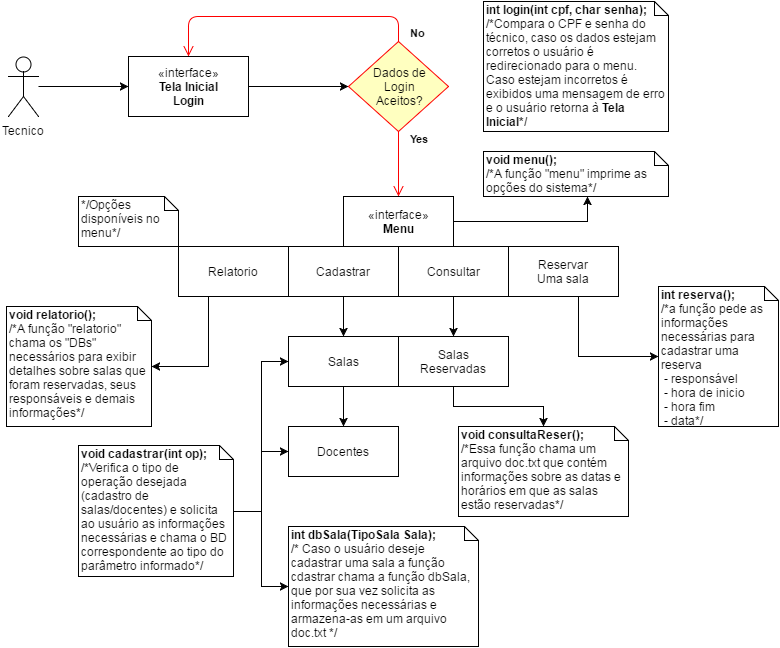 int login(int cpf, char senha);
/*Compara o CPF e senha do
técnico, caso os dados estejam
corretos o usuário é
redirecionado para o menu.
Caso estejam incorretos é
exibidos uma mensagem de erro
e o usuário retorna à Tela
Inicial*/
No
«interface»
Tela Inicial
Login
Dados de
Login
Aceitos?
Tecnico
Yes
void menu();
/*A função "menu" imprime as
opções do sistema*/
*/Opções
disponíveis no
menu*/
«interface»
Menu
Relatorio
Cadastrar
Consultar
Reservar
Uma sala
void relatorio();
/*A função "relatorio"
chama os "DBs"
necessários para exibir
detalhes sobre salas que
foram reservadas, seus
responsáveis e demais
informações*/
int reserva();
/*a função pede as
informações
necessárias para
cadastrar uma
reserva
- responsável
- hora de inicio
- hora fim
- data*/
Salas
Salas
Reservadas
Docentes
void cadastrar(int op);
/*Verifica o tipo de
operação desejada
(cadastro de
salas/docentes) e solicita
ao usuário as informações
necessárias e chama o BD
correspondente ao tipo do
parâmetro informado*/
void consultaReser();
/*Essa função chama um
arquivo doc.txt que contém
informações sobre as datas e
horários em que as salas
estão reservadas*/
int dbSala(TipoSala Sala);
/* Caso o usuário deseje
cadastrar uma sala a função
cdastrar chama a função dbSala,
que por sua vez solicita as
informações necessárias e
armazena-as em um arquivo
doc.txt */